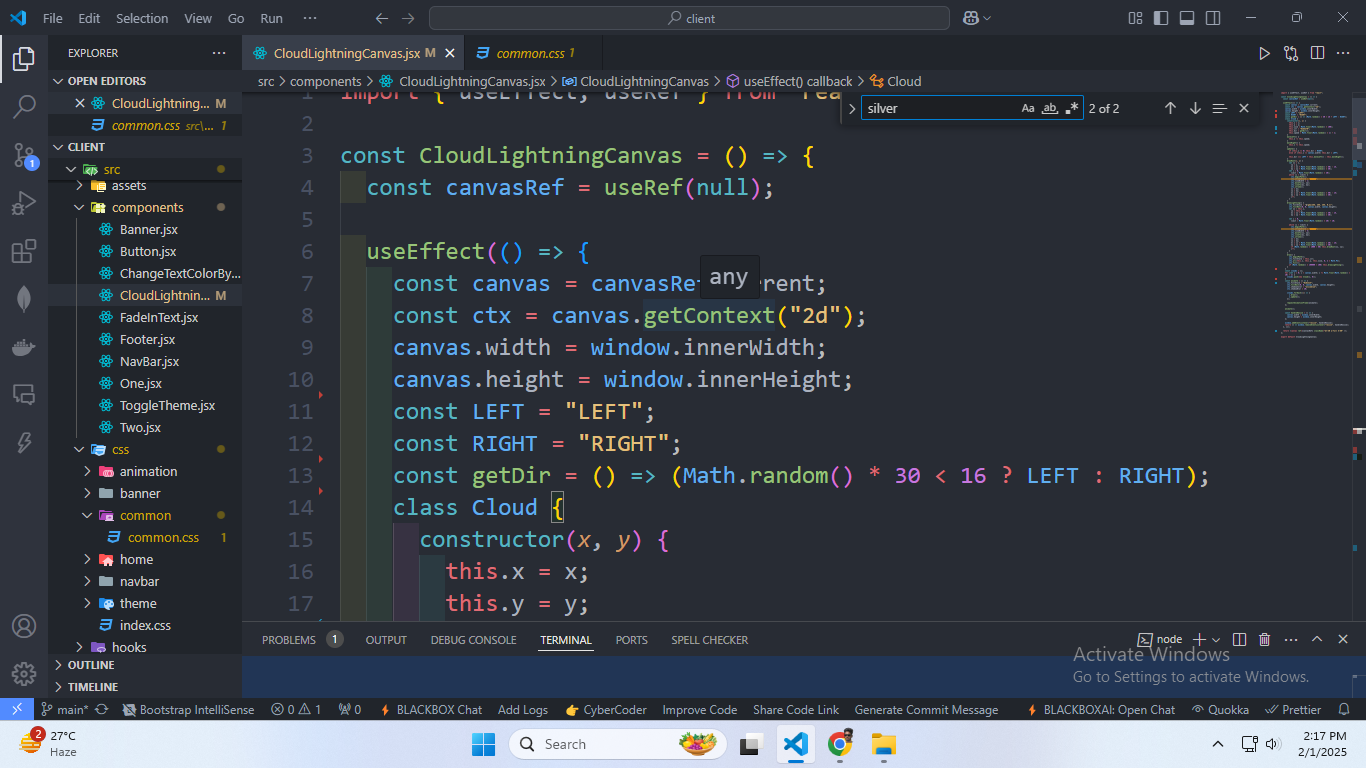 File Edit Selection View Go Run ··· client
EXPLORER ···
OPEN EDITORS
CloudLightning... M
common.css src\... 1
CLIENT
src
assets
components
Banner.jsx
Button.jsx
ChangeTextColorBy...
CloudLightnin... M
FadeInText.jsx
Footer.jsx
NavBar.jsx
One.jsx
ToggleTheme.jsx
Two.jsx
css
animation
banner
common
common.css 1
home
navbar
theme
index.css
hooks
OUTLINE
TIMELINE
1
CloudLightningCanvas.jsx M common.css 1
src > components > CloudLightningCanvas.jsx > CloudLightningCanvas > useEffect() callback > Cloud
silver Aa ab 2 of 2
1 import { useEffect, useRef } from "rea
2
3 const CloudLightningCanvas = () => {
4 const canvasRef = useRef(null);
5
6 useEffect(() => {
any
7 const canvas = canvasRef rrent;
8 const ctx = canvas.getContext("2d");
9 canvas.width = window.innerWidth;
10 canvas.height = window.innerHeight;
11 const LEFT = "LEFT";
12 const RIGHT = "RIGHT";
13 const getDir = () => (Math.random() * 30 < 16 ? LEFT : RIGHT);
14 class Cloud {
15 constructor(x, y) {
16 this.x = x;
17 this.y = y;
PROBLEMS 1 OUTPUT DEBUG CONSOLE TERMINAL PORTS SPELL CHECKER node
Activate Windows
Go to Settings to activate Windows.
main* Bootstrap IntelliSense 0 1 0 BLACKBOX Chat Add Logs CyberCoder Improve Code Share Code Link Generate Commit Message BLACKBOXAI: Open Chat Quokka Prettier
2 27°C
Haze
Search
2:17 PM
2/1/2025